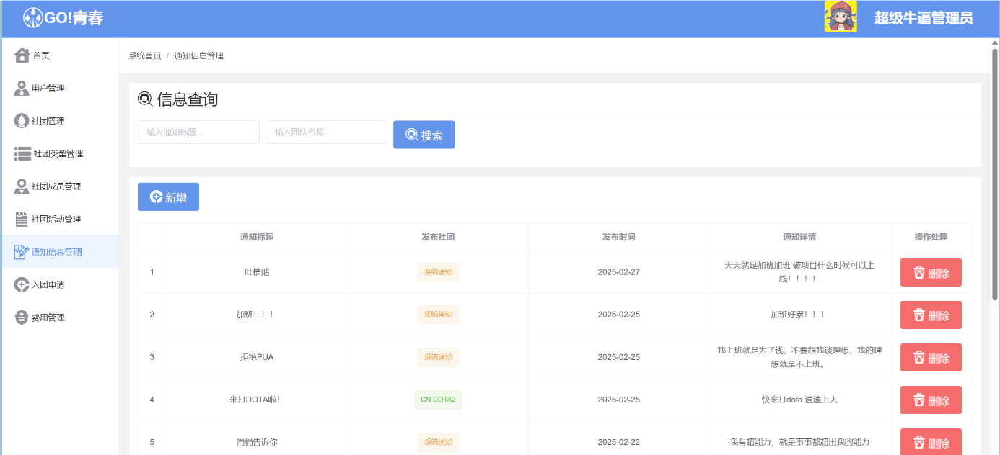 GO!青春
超级牛逼管理员
首页
用户管理
社团管理
社团类型管理
社团成员管理
社团活动管理
通知信息管理
入团申请
费用管理
系统首页 / 通知信息管理
信息查询
输入通知标题... 输入团队名称 搜索
新增
通知标题 发布社团 发布时间 通知详情 操作处理
1 吐槽贴 系统通知 2025-02-27 天天就是加班加班 破项目什么时候可以上
线！！！！ 删除
2 加班！！！ 系统通知 2025-02-25 加班好累！！！ 删除
3 拒绝PUA 系统通知 2025-02-25 我上班就是为了钱，不要跟我谈理想，我的理
想就是不上班。 删除
4 来打DOTA啦！ CN DOTA2 2025-02-25 快来打dota 速速上人 删除
5 悄悄告诉你 系统通知 2025-02-22 我有超能力，就是事事都超出我的能力 删除